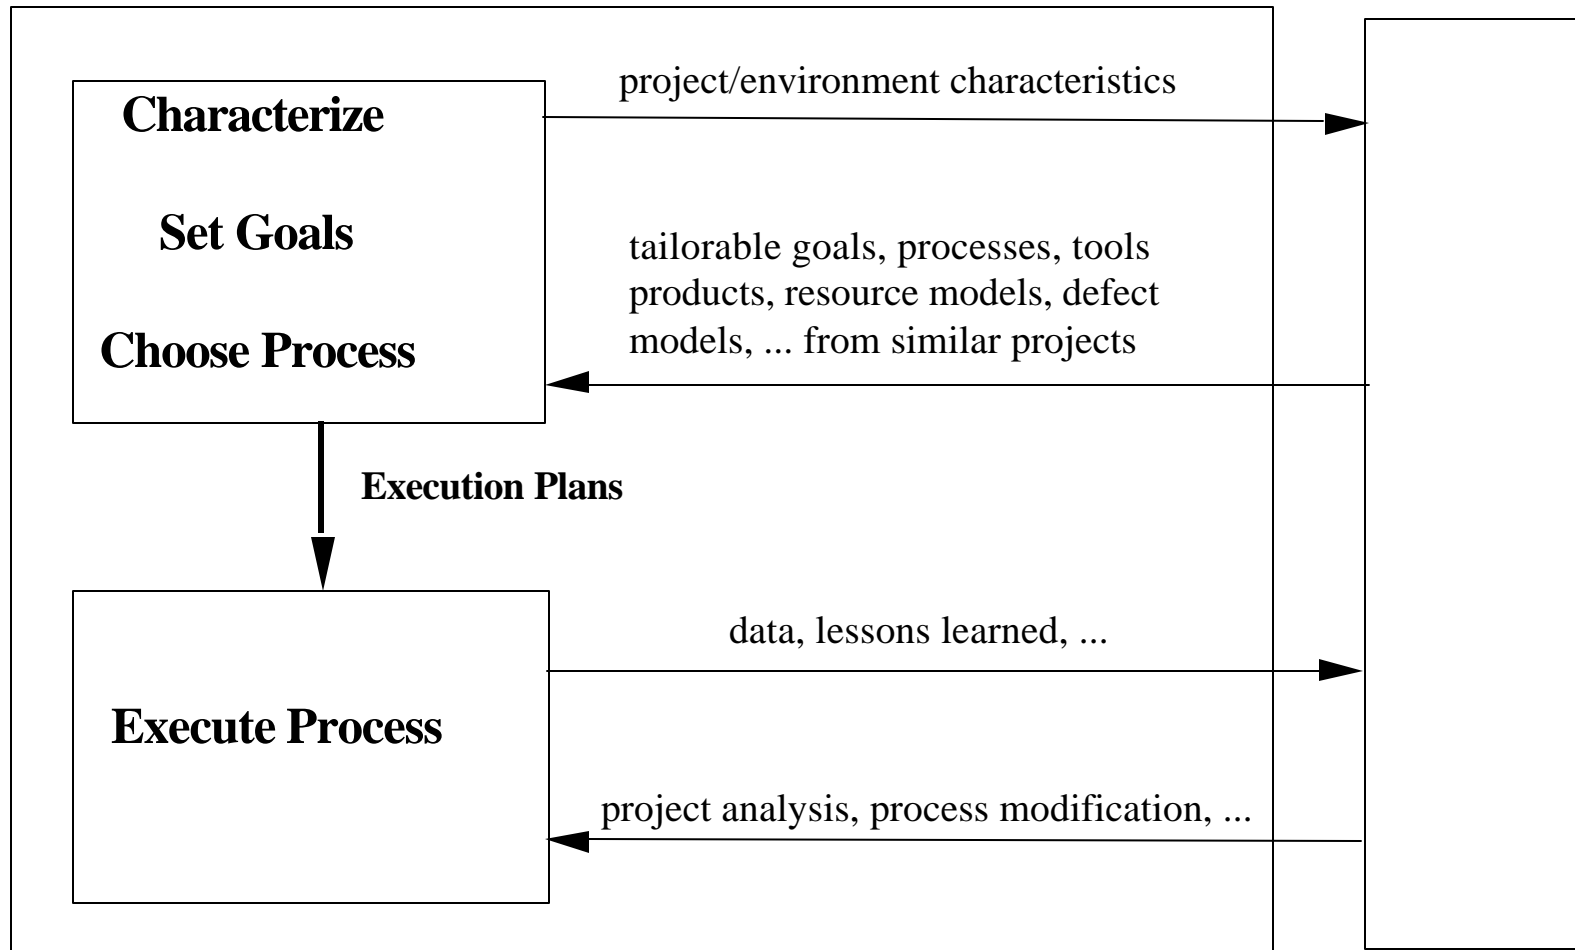 project/environment characteristics
Characterize
Set Goals
Choose Process
tailorable goals, processes, tools
products, resource models, defect
models, ... from similar projects
Execution Plans
data, lessons learned, ...
Execute Process
project analysis, process modification, ...